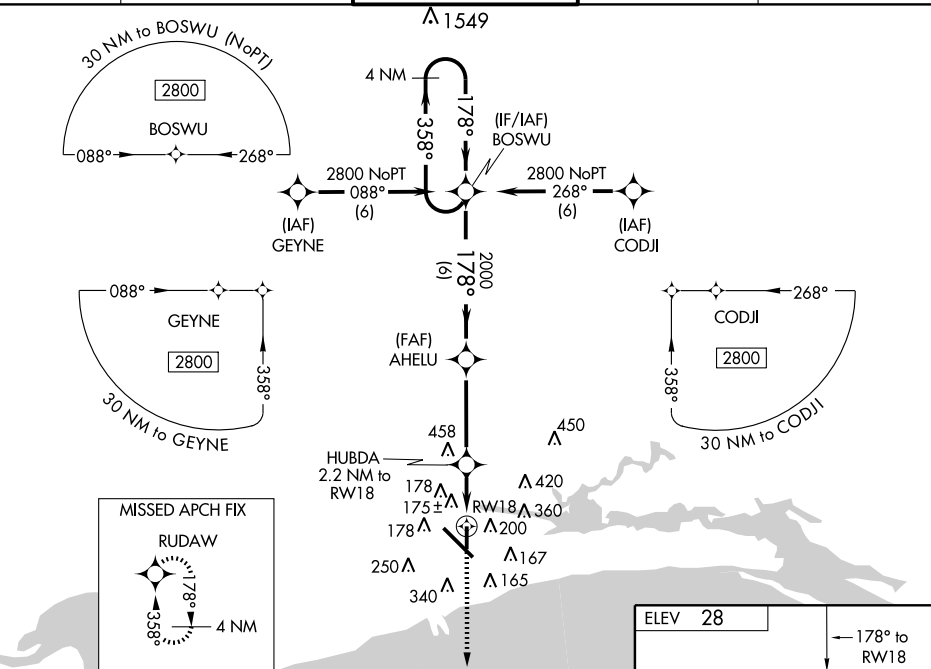 1549
30 NM to BOSWU (NoPT)
2800
BOSWU
088°
268°
4 NM
358°
178°
(IF/IAF)
BOSWU
2800 NoPT
088°
(6)
(IAF)
GEYNE
2800 NoPT
268°
(6)
(IAF)
CODJI
2000
178°
(6)
088°
GEYNE
2800
358°
30 NM to GEYNE
268°
CODJI
2800
358°
30 NM to CODJI
(FAF)
AHELU
458
450
HUBDA
2.2 NM to
RW18
420
178
175±
RW18
360
178
200
167
250
165
340
MISSED APCH FIX
RUDAW
178°
358°
4 NM
ELEV 28
178° to
RW18